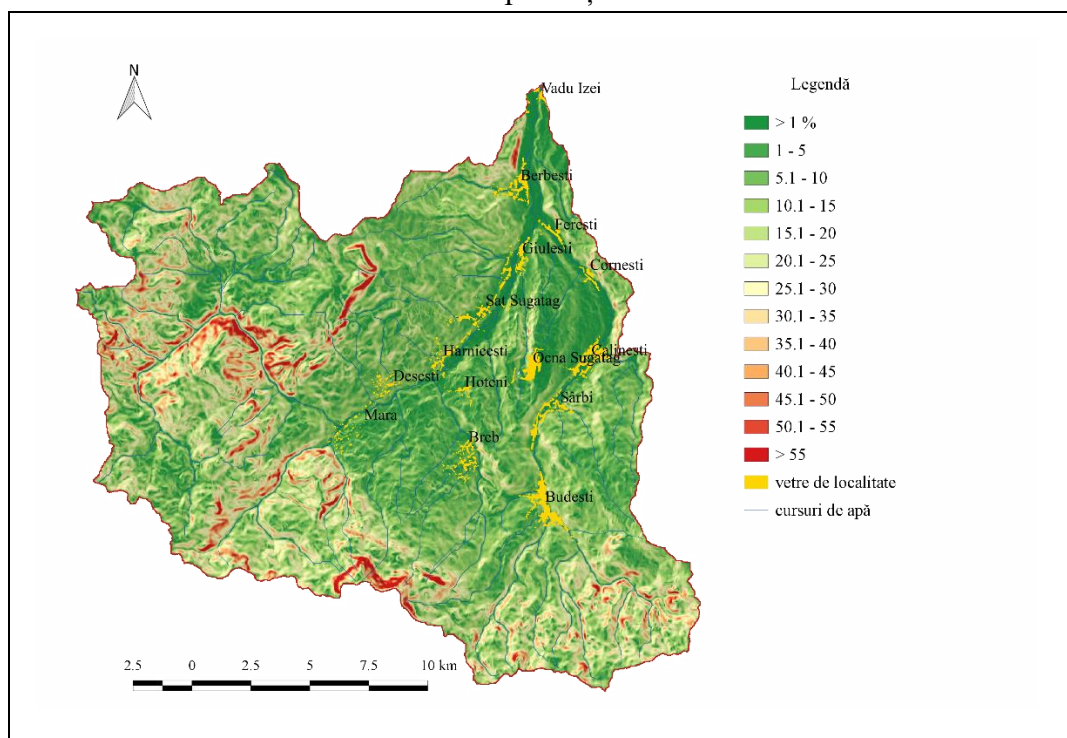 N
Vadu Izei
Berbesti
Feresti
Giulesti
Cornesti
Sat Sugatag
Harnicesti
Ocna Sugatag
Calinesti
Desesti
Hoteni
Sârbi
Mara
Breb
Budesti
2.5 0 2.5 5 7.5 10 km
Legendă
> 1 %
1 - 5
5.1 - 10
10.1 - 15
15.1 - 20
20.1 - 25
25.1 - 30
30.1 - 35
35.1 - 40
40.1 - 45
45.1 - 50
50.1 - 55
> 55
vetre de localitate
cursuri de apă